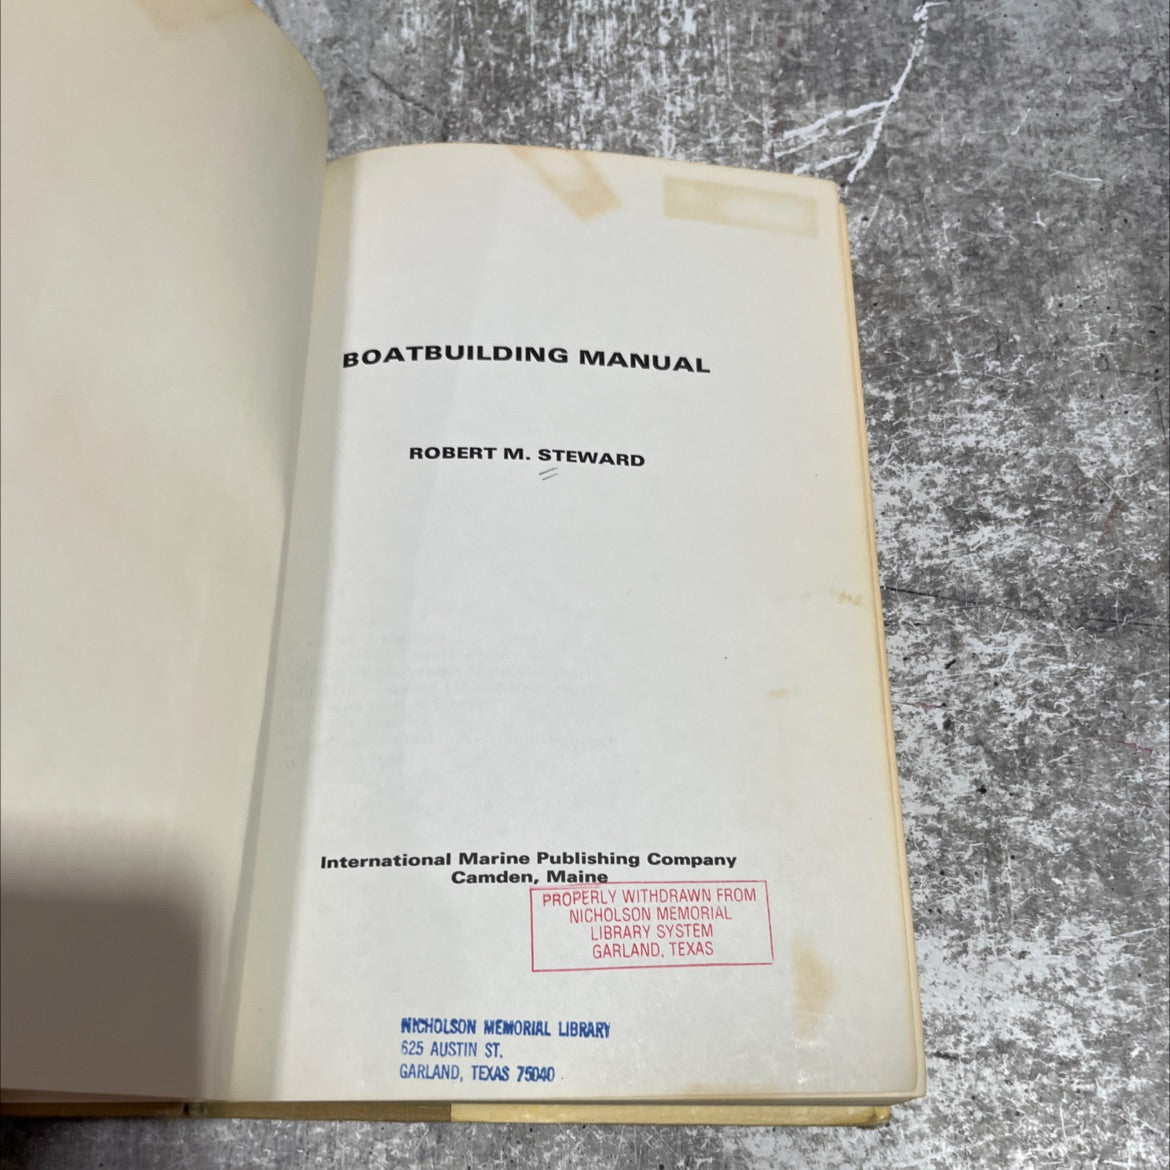 BOATBUILDING MANUAL
ROBERT M. STEWARD
International Marine Publishing Company
Camden, Maine
PROPERLY WITHDRAWN FROM
NICHOLSON MEMORIAL
LIBRARY SYSTEM
GARLAND, TEXAS
NICHOLSON MEMORIAL LIBRARY
625 AUSTIN ST.
GARLAND, TEXAS 75040